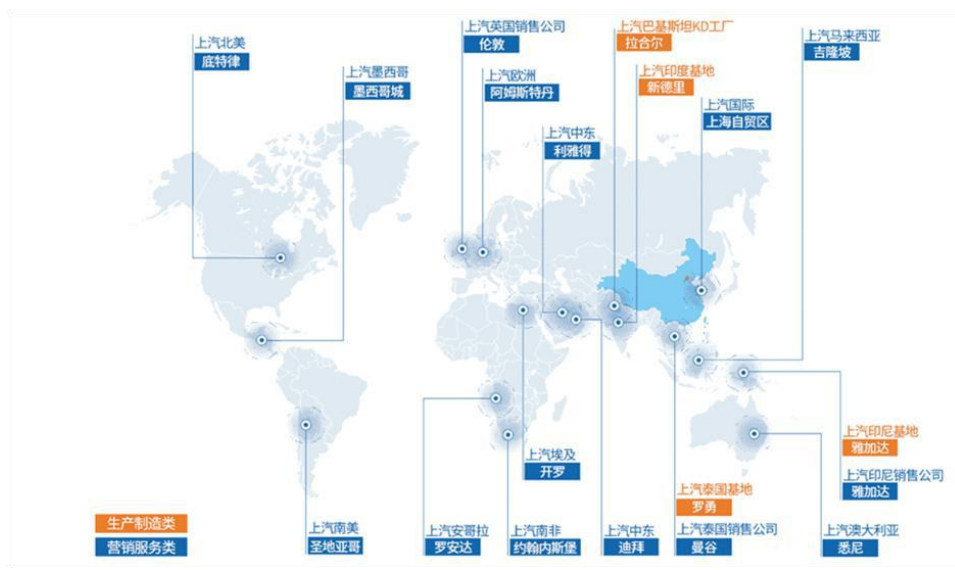 上汽北美
底特律
上汽墨西哥
墨西哥城
上汽英国销售公司
伦敦
上汽欧洲
阿姆斯特丹
上汽中东
利雅得
上汽巴基斯坦KD工厂
拉合尔
上汽印度基地
新德里
上汽国际
上海自贸区
上汽马来西亚
吉隆坡
上汽印尼基地
雅加达
上汽印尼销售公司
雅加达
上汽埃及
开罗
上汽泰国基地
罗勇
上汽泰国销售公司
曼谷
生产制造类
营销服务类
上汽南美
圣地亚哥
上汽安哥拉
罗安达
上汽南非
约翰内斯堡
上汽中东
迪拜
上汽澳大利亚
悉尼